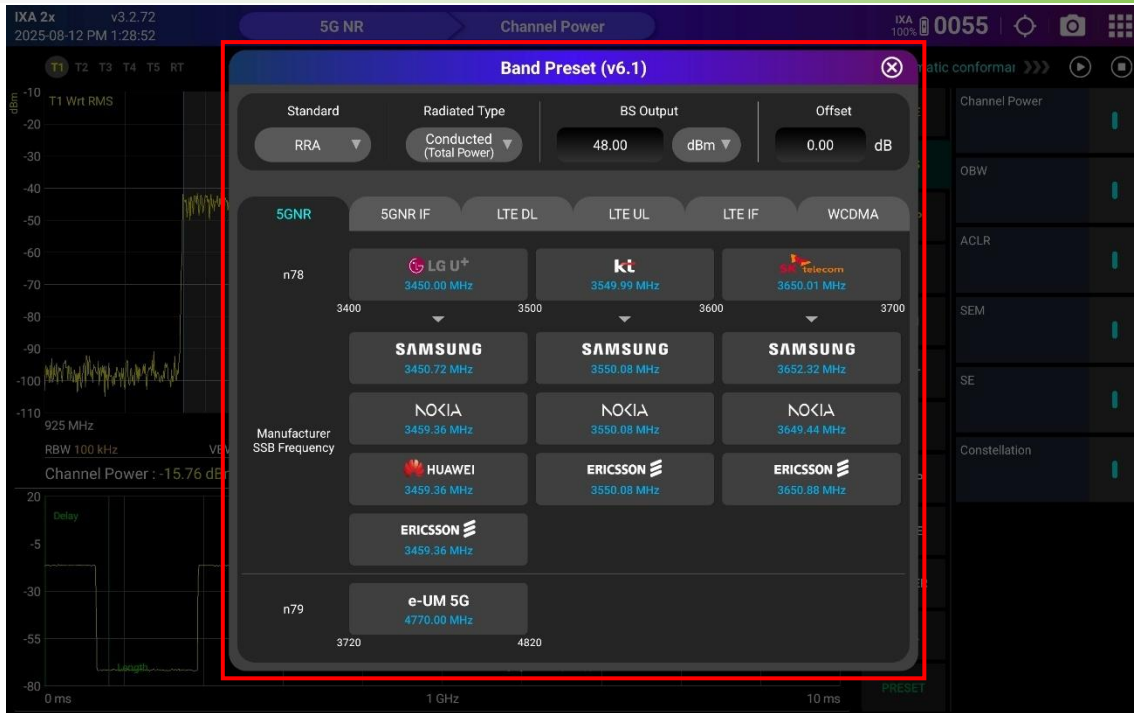 IXA 2x v3.2.72
2025-08-12 PM 1:28:52
5G NR
Channel Power
IXA
100%
0055
T1 T2 T3 T4 T5 RT
Band Preset (v6.1)
Standard
Radiated Type
BS Output
Offset
RRA
Conducted
(Total Power)
48.00
dBm
0.00
dB
5GNR
5GNR IF
LTE DL
LTE UL
LTE IF
WCDMA
n78
LG U+
3450.00 MHz
kt
3549.99 MHz
SK telecom
3650.01 MHz
3400
3500
3600
3700
SAMSUNG
3450.72 MHz
SAMSUNG
3550.08 MHz
SAMSUNG
3652.32 MHz
Manufacturer
SSB Frequency
NOKIA
3459.36 MHz
NOKIA
3550.08 MHz
NOKIA
3649.44 MHz
HUAWEI
3459.36 MHz
ERICSSON
3550.08 MHz
ERICSSON
3650.88 MHz
ERICSSON
3459.36 MHz
n79
e-UM 5G
4770.00 MHz
3720
4820
dBm
T1 Wrt RMS
-10
-20
-30
-40
-50
-60
-70
-80
-90
-100
-110
925 MHz
RBW 100 kHz
Channel Power : -15.76
20
Delay
-5
-30
-55
Length
-80
0 ms
1 GHz
10 ms
Channel Power
OBW
ACLR
SEM
SE
Constellation
PRESET